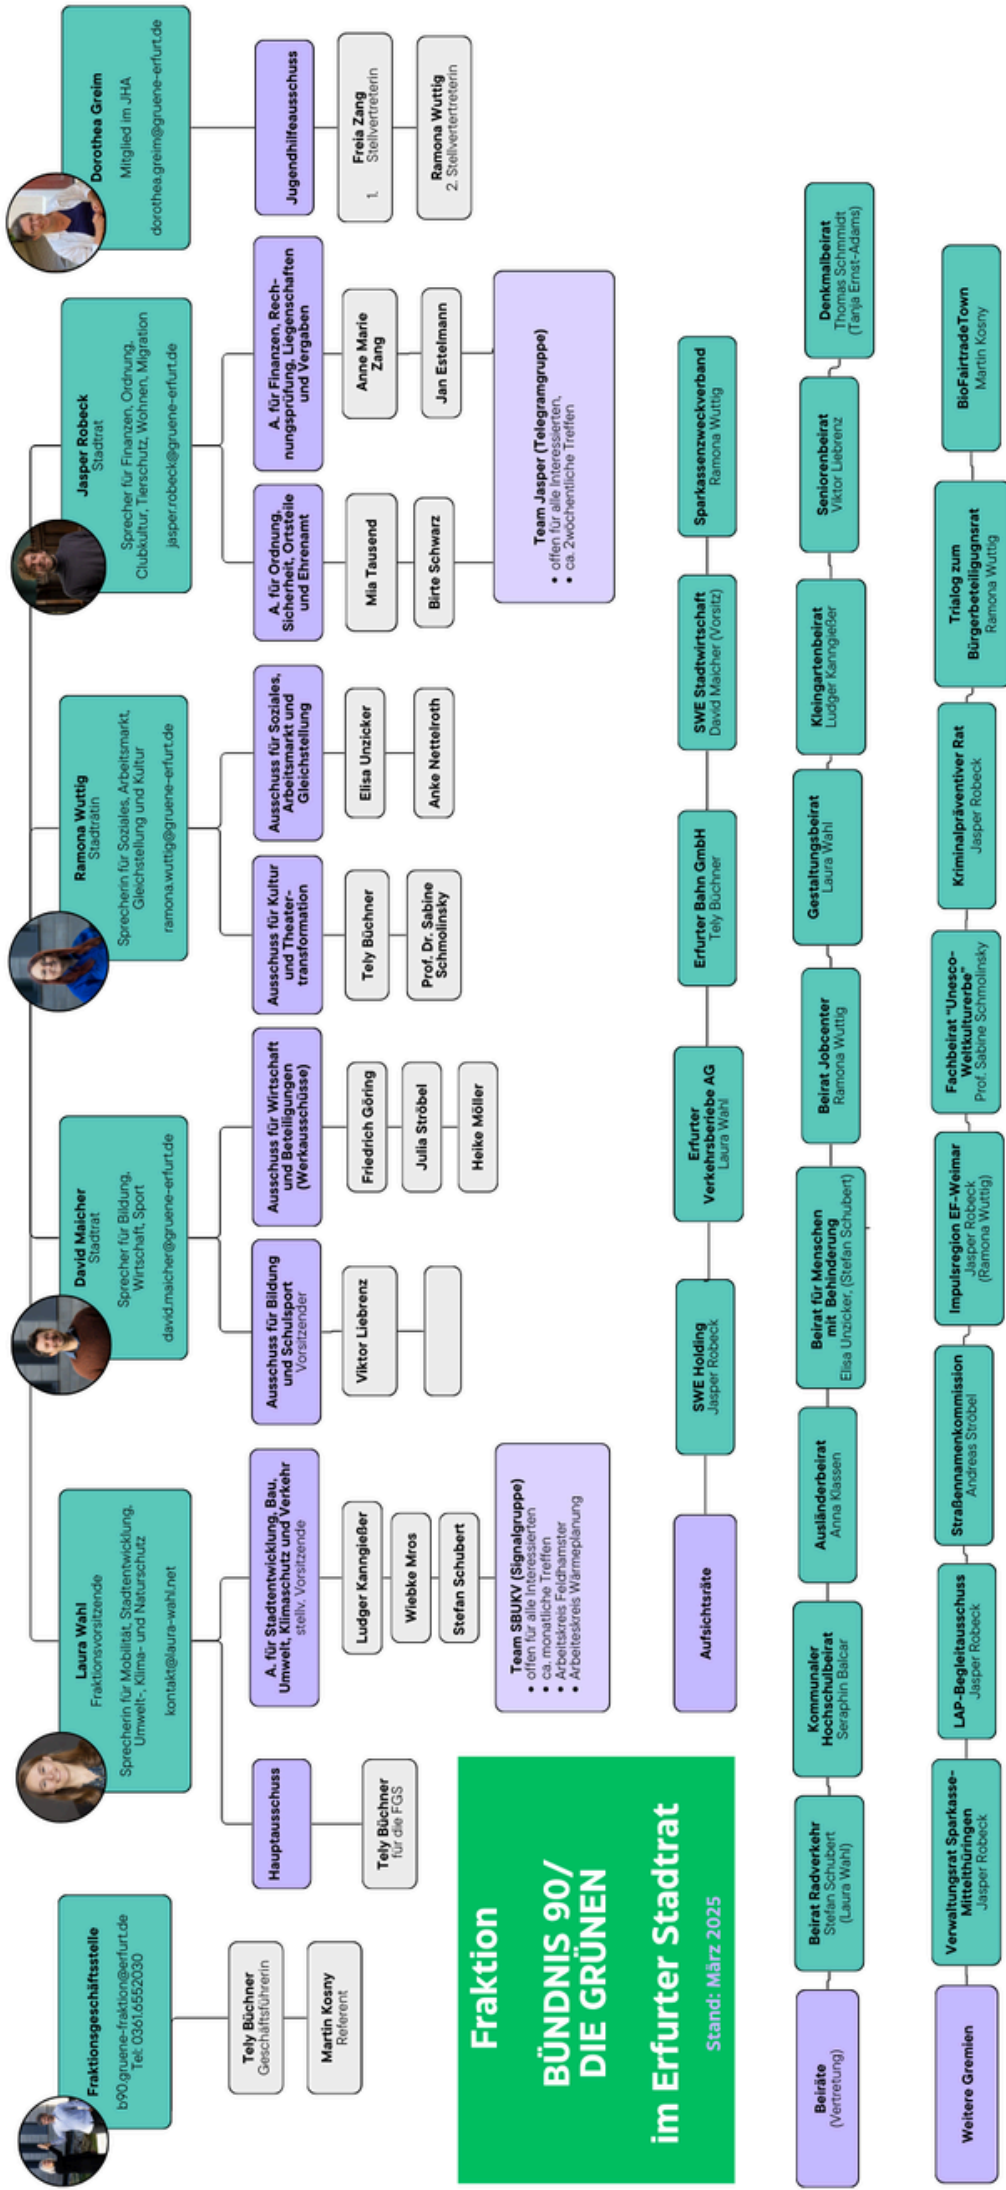 Fraktionsgeschäftsstelle
b90.gruene-fraktion@erfurt.de
Tel: 0361.6552030
Tely Büchner
Geschäftsführerin
Martin Kosny
Referent
Laura Wahl
Fraktionsvorsitzende
Sprecherin für Mobilität, Stadtentwicklung,
Umwelt-, Klima- und Naturschutz
kontakt@laura-wahl.net
Hauptausschuss
Tely Büchner
für die FGS
A. für Stadtentwicklung, Bau,
Umwelt, Klimaschutz und Verkehr
stellv. Vorsitzende
Ludger Kangießer
Wiebke Mros
Stefan Schubert
Team SBUKV (Signalgruppe)
• offen für alle Interessierten
• ca. monatliche Treffen
• Arbeitskreis Feldhamster
• Arbeiteskreis Wärmeplanung
David Maicher
Stadtrat
Sprecher für Bildung,
Wirtschaft, Sport
david.maicher@gruene-erfurt.de
Ausschuss für Bildung
und Schulsport
Vorsitzender
Viktor Liebrenz
Ausschuss für Wirtschaft
und Beteiligungen
(Werkausschüsse)
Friedrich Göring
Julia Ströbel
Heike Möller
Ramona Wuttig
Stadträtin
Sprecherin für Soziales, Arbeitsmarkt,
Gleichstellung und Kultur
ramona.wuttig@gruene-erfurt.de
Ausschuss für Kultur
und Theater-
transformation
Tely Büchner
Prof. Dr. Sabine
Schmolinsky
Ausschuss für Soziales,
Arbeitsmarkt und
Gleichstellung
Elisa Unzicker
Anke Nettelroth
Jasper Robeck
Stadtrat
Sprecher für Finanzen, Ordnung,
Clubkultur, Tierschutz, Wohnen, Migration
jasper.robeck@gruene-erfurt.de
A. für Ordnung,
Sicherheit, Ortsteile
und Ehrenamt
Mia Tausend
Birte Schwarz
A. für Finanzen, Rech-
nungsprüfung, Liegenschaften
und Vergaben
Anne Marie
Zang
Jan Estelmann
Team Jasper (Telegramgruppe)
• offen für alle Interessierten,
• ca. 2wöchentliche Treffen
Dorothea Greim
Mitglied im JHA
dorothea.greim@gruene-erfurt.de
Jugendhilfeausschuss
Freia Zang
1. Stellvertreterin
Ramona Wuttig
2. Stellvertertreterin
Fraktion
BÜNDNIS 90/
DIE GRÜNEN
im Erfurter Stadtrat
Stand: März 2025
Aufsichtsräte
SWE Holding
Jasper Robeck
Erfurter
Verkehrsberiebe AG
Laura Wahl
Erfurter Bahn GmbH
Tely Büchner
SWE Stadtwirtschaft
David Maicher (Vorsitz)
Sparkassenzweckverband
Ramona Wuttig
Beiräte
(Vertretung)
Beirat Radverkehr
Stefan Schubert
(Laura Wahl)
Kommunaler
Hochschulbeirat
Seraphin Balcar
Ausländerbeirat
Anna Klassen
Beirat für Menschen
mit Behinderung
Elisa Unzicker, (Stefan Schubert)
Beirat Jobcenter
Ramona Wuttig
Gestaltungsbeirat
Laura Wahl
Kleingartenbeirat
Ludger Kanngießer
Seniorenbeirat
Viktor Liebrenz
Denkmalbeirat
Thomas Schmmidt
(Tanja Ernst-Adams)
Weitere Gremien
Verwaltungsrat Sparkasse-
Mittelthüringen
Jasper Robeck
LAP-Begleitausschuss
Jasper Robeck
Straßennamenkommission
Andreas Ströbel
Impulsregion EF-Weimar
Jasper Robeck
(Ramona Wuttig)
Fachbeirat "Unesco-
Weltkulturerbe"
Prof. Sabine Schmolinsky
Kriminalpräventiver Rat
Jasper Robeck
Trialog zum
Bürgerbeteiligugnsrat
Ramona Wuttig
BioFairtradeTown
Martin Kosny